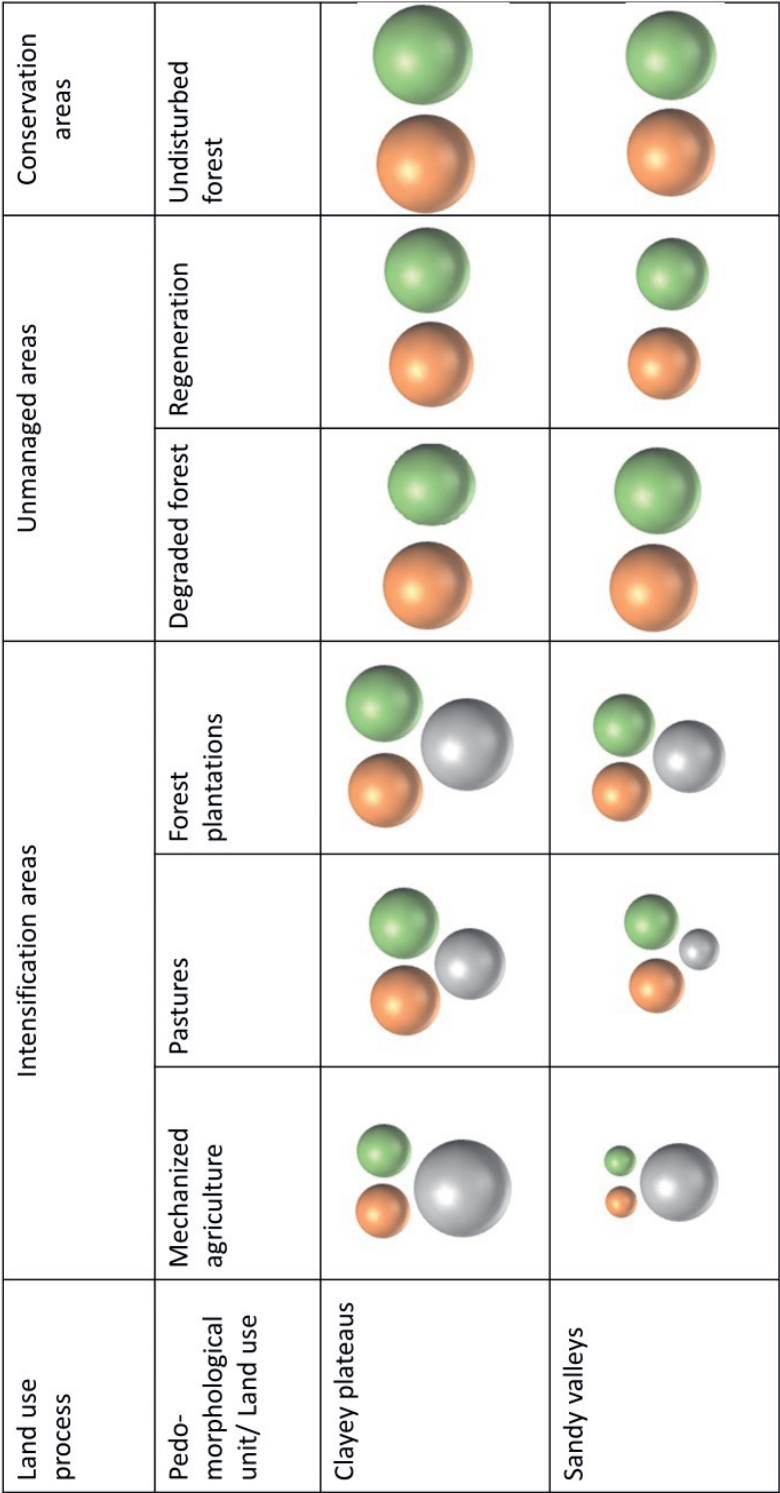 Land use
process
Intensification areas
Unmanaged areas
Conservation
areas
Pedo-
morphological
unit/ Land use
Mechanized
agriculture
Pastures
Forest
plantations
Degraded forest
Regeneration
Undisturbed
forest
Clayey plateaus
Sandy valleys